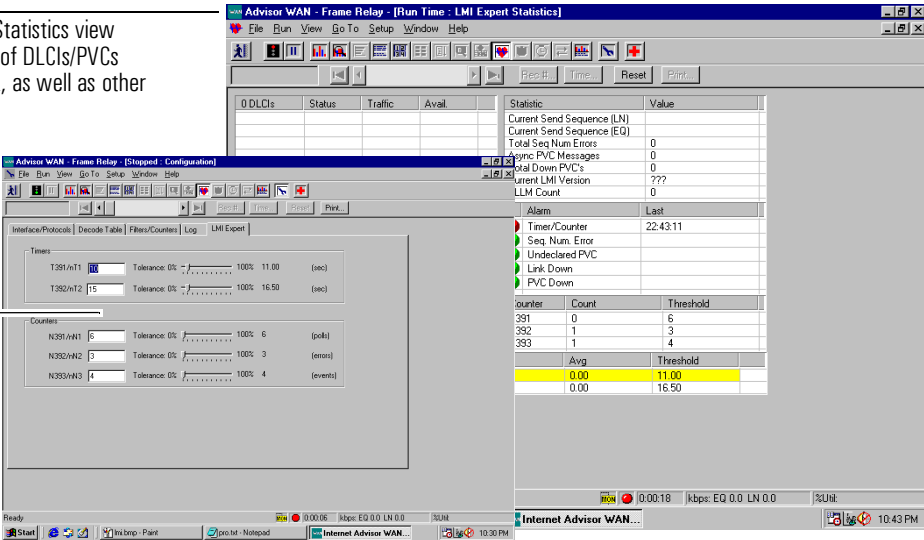 Statistics view
of DLCIs/PVCs
, as well as other
Advisor WAN - Frame Relay - [Run Time : LMI Expert Statistics]
File Run View Go To Setup Window Help
Rec #... Time... Reset Print...
0 DLCIs Status Traffic Avail.
Statistic Value
Current Send Sequence (LN)
Current Send Sequence (EQ)
Total Seq Num Errors 0
Async PVC Messages 0
Total Down PVC's 0
Current LMI Version ???
LLM Count 0
Alarm Last
Timer/Counter 22:43:11
Seq. Num. Error
Undeclared PVC
Link Down
PVC Down
ounter Count Threshold
391 0 6
392 1 3
393 1 4
Avg Threshold
0.00 11.00
0.00 16.50
MON 0:00:18 kbps: EQ 0.0 LN 0.0 %Util:
Internet Advisor WAN... 10:43 PM
Advisor WAN - Frame Relay - [Stopped : Configuration]
File Run View Go To Setup Window Help
Rec #... Time... Reset Print...
Interface/Protocols Decode Table Filters/Counters Log LMI Expert
Timers
T391/nT1 10 Tolerance: 0% 100% 11.00 (sec)
T392/nT2 15 Tolerance: 0% 100% 16.50 (sec)
Counters
N391/nN1 6 Tolerance: 0% 100% 6 (polls)
N392/nN2 3 Tolerance: 0% 100% 3 (errors)
N393/nN3 4 Tolerance: 0% 100% 4 (events)
Ready MON 0:00:06 kbps: EQ 0.0 LN 0.0 %Util:
Start lmi.bmp - Paint pro.txt - Notepad Internet Advisor WAN... 10:30 PM